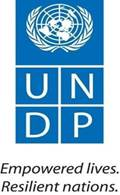 U N
D P
Empowered lives.
Resilient nations.